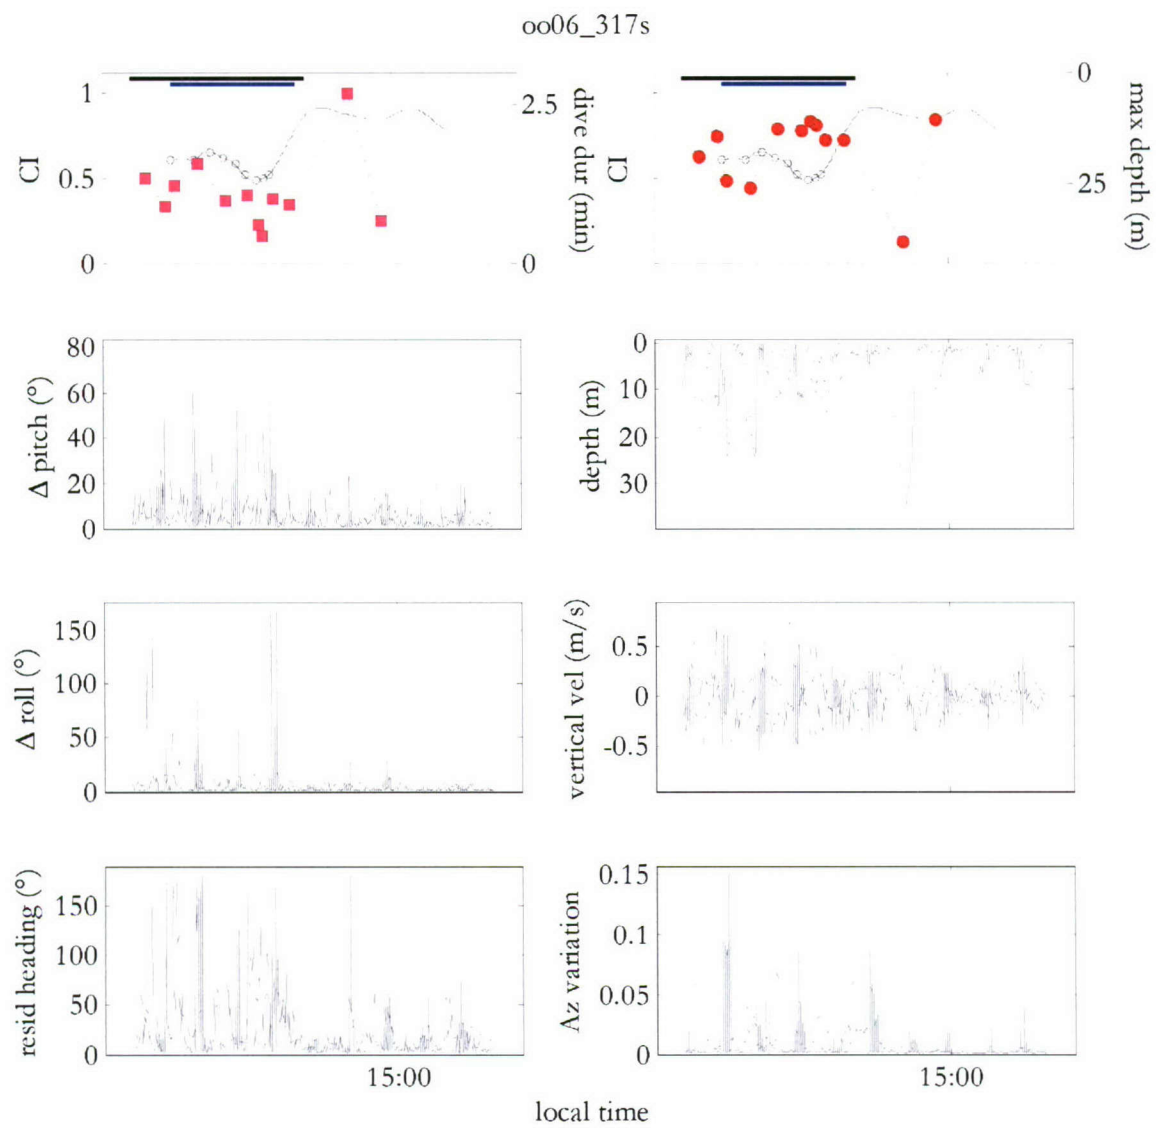 oo06_317s
1
0.5
0
CI
2.5
0
dive dur (min)
CI
0
25
max depth (m)
80
60
40
20
0
Δ pitch (°)
0
10
20
30
depth (m)
150
100
50
0
Δ roll (°)
0.5
0
-0.5
vertical vel (m/s)
150
100
50
0
resid heading (°)
0.15
0.1
0.05
0
Az variation
15:00
15:00
local time